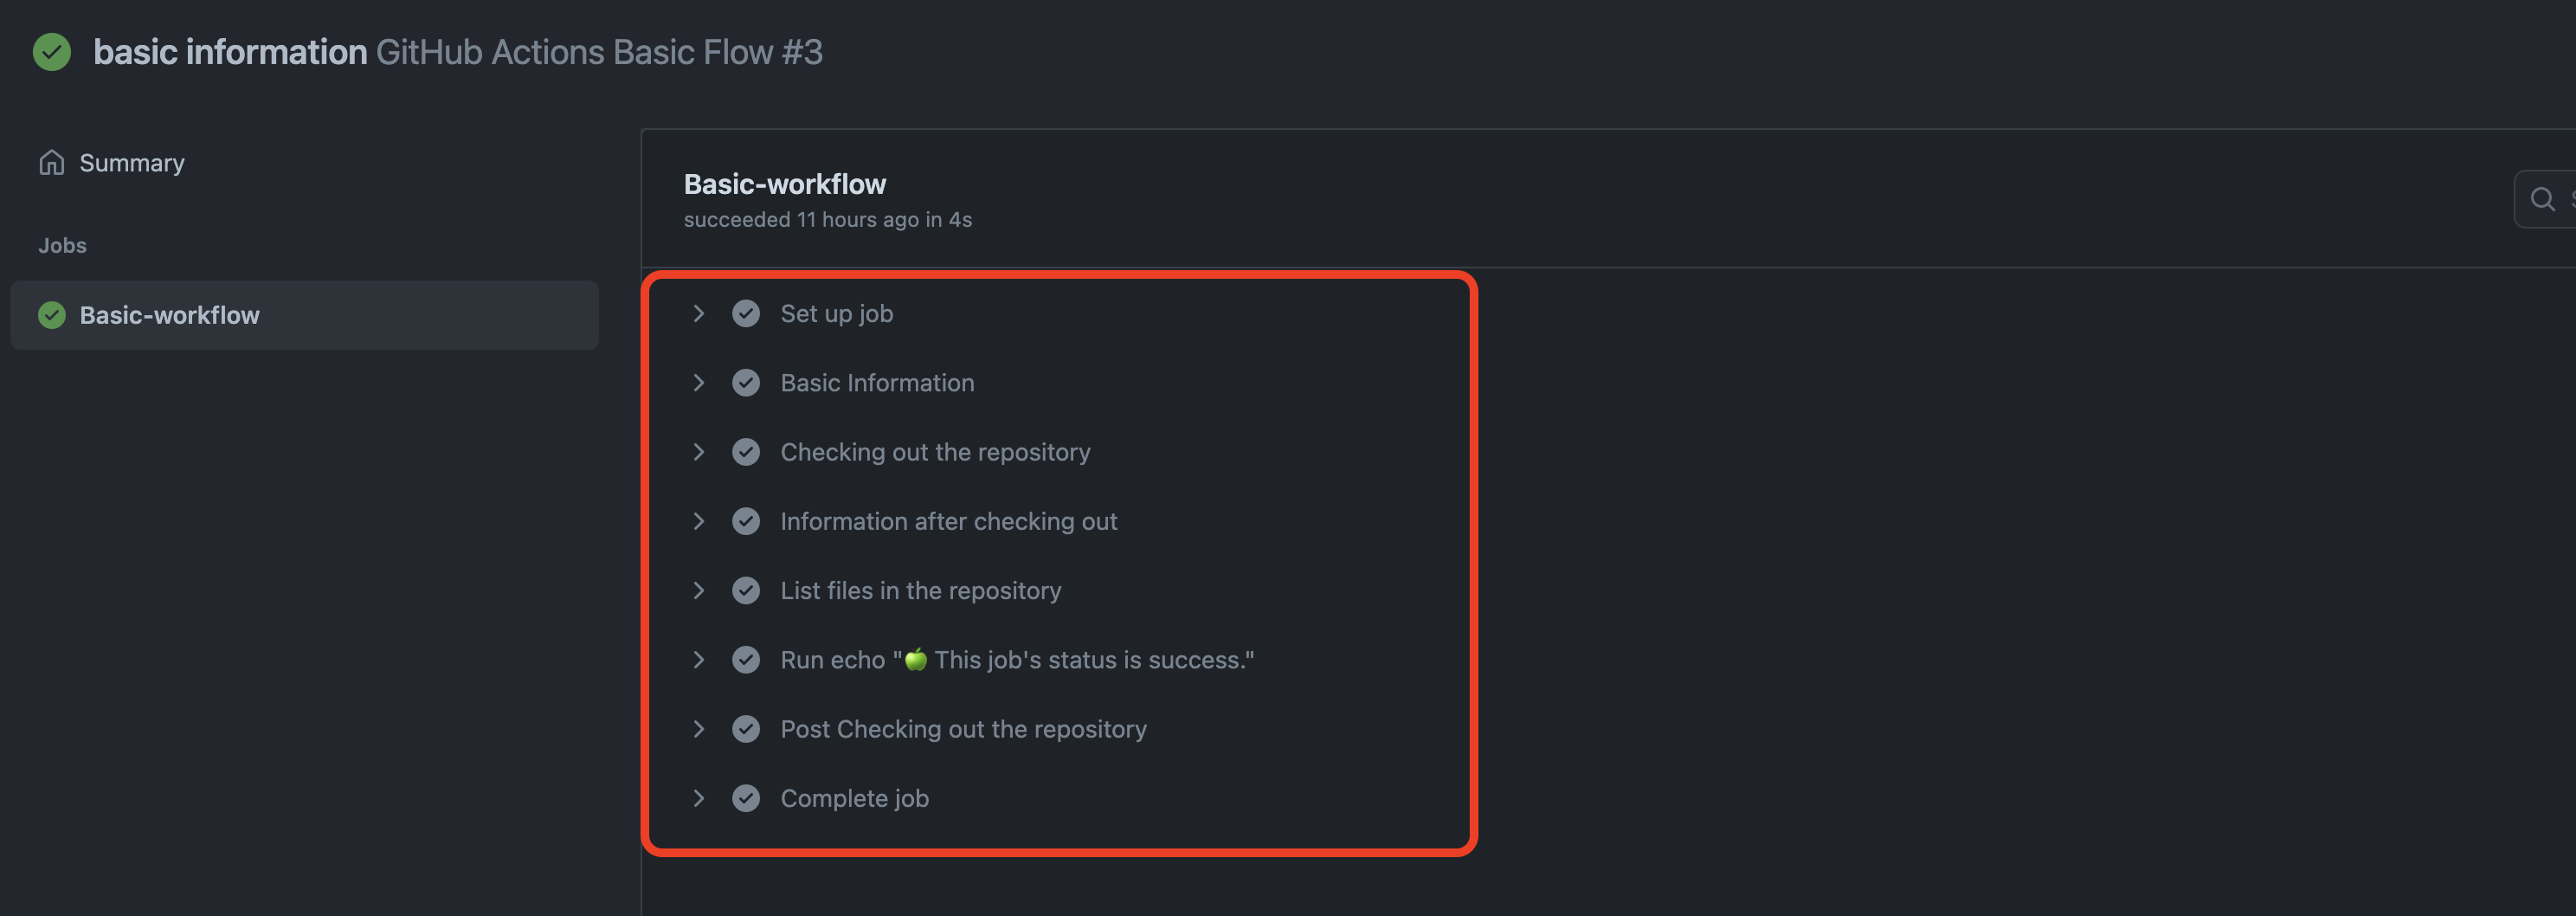 basic information GitHub Actions Basic Flow #3
Summary
Jobs
Basic-workflow
Basic-workflow
succeeded 11 hours ago in 4s
Set up job
Basic Information
Checking out the repository
Information after checking out
List files in the repository
Run echo "🍏 This job's status is success."
Post Checking out the repository
Complete job